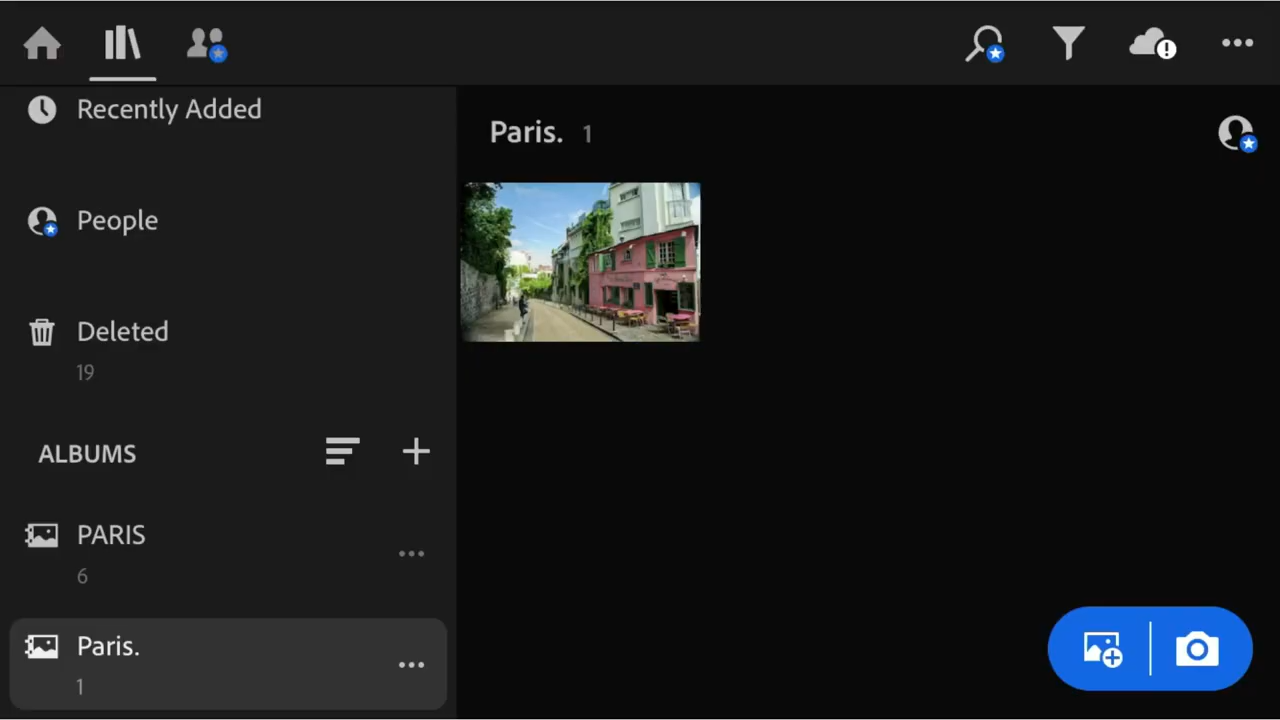 Recently Added
People
Deleted
19
ALBUMS
PARIS
6
Paris.
1
Paris. 1